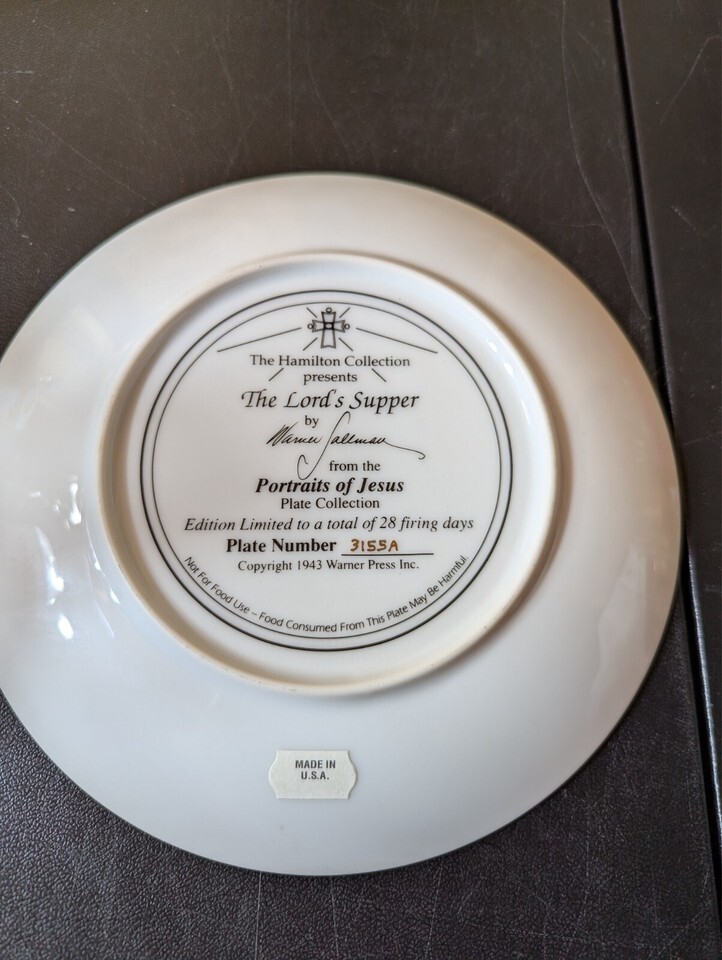 The Hamilton Collection
presents
The Lord's Supper
by
Warner Sallman
from the
Portraits of Jesus
Plate Collection
Edition Limited to a total of 28 firing days
Plate Number 3155A
Copyright 1943 Warner Press Inc.
Not For Food Use – Food Consumed From This Plate May Be Harmful.
MADE IN
U.S.A.